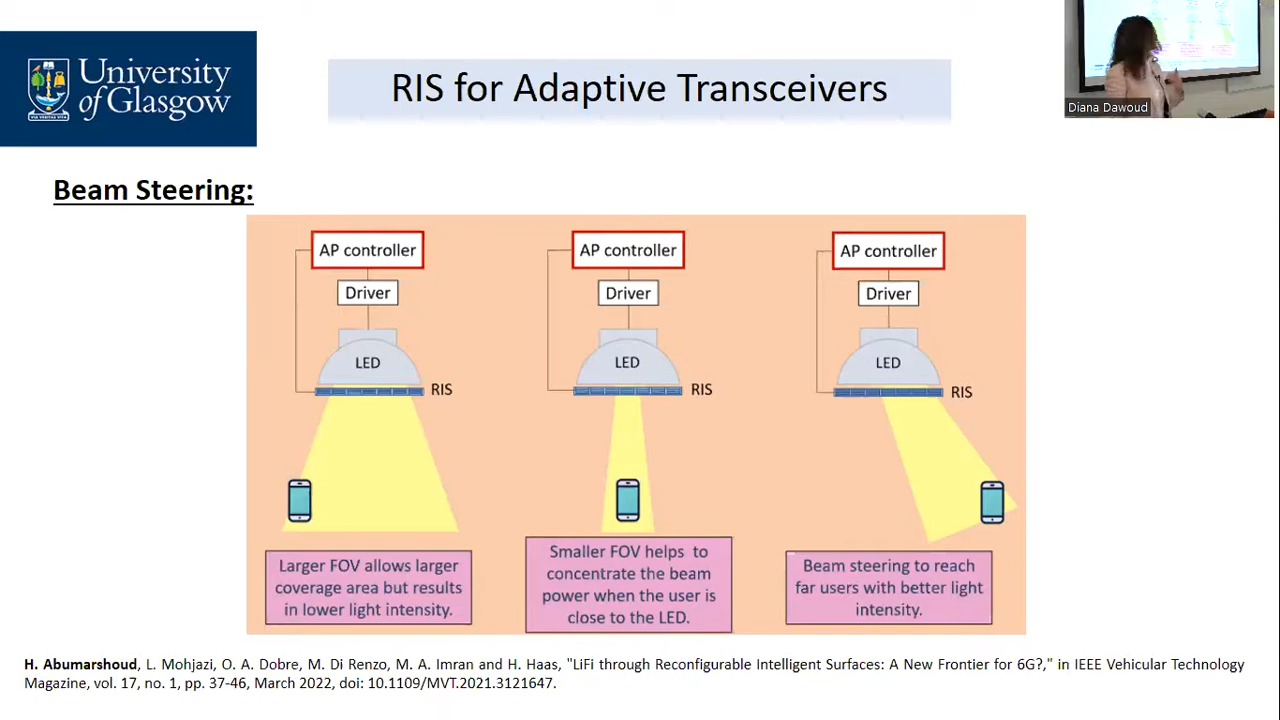 University
of Glasgow
RIS for Adaptive Transceivers
Diana Dawoud
Beam Steering:
AP controller
Driver
LED
RIS
Larger FOV allows larger
coverage area but results
in lower light intensity.
AP controller
Driver
LED
RIS
Smaller FOV helps to
concentrate the beam
power when the user is
close to the LED.
AP controller
Driver
LED
RIS
Beam steering to reach
far users with better light
intensity.
H. Abumarshoud, L. Mohjazi, O. A. Dobre, M. Di Renzo, M. A. Imran and H. Haas, "LiFi through Reconfigurable Intelligent Surfaces: A New Frontier for 6G?," in IEEE Vehicular Technology
Magazine, vol. 17, no. 1, pp. 37-46, March 2022, doi: 10.1109/MVT.2021.3121647.